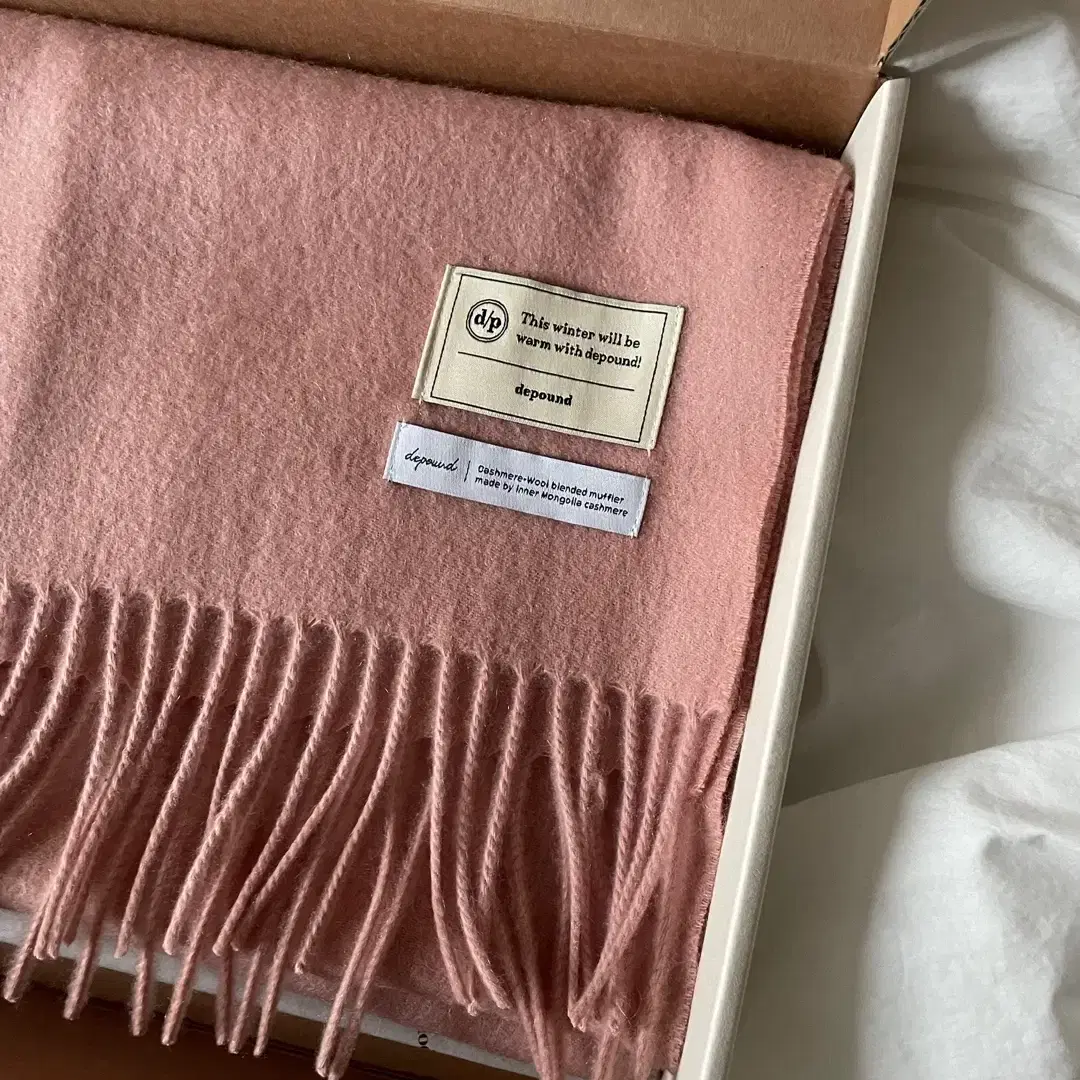 d/p
This winter will be
warm with depound!
depound
depound
Cashmere-Wool blended muffler
made by Inner Mongolia cashmere